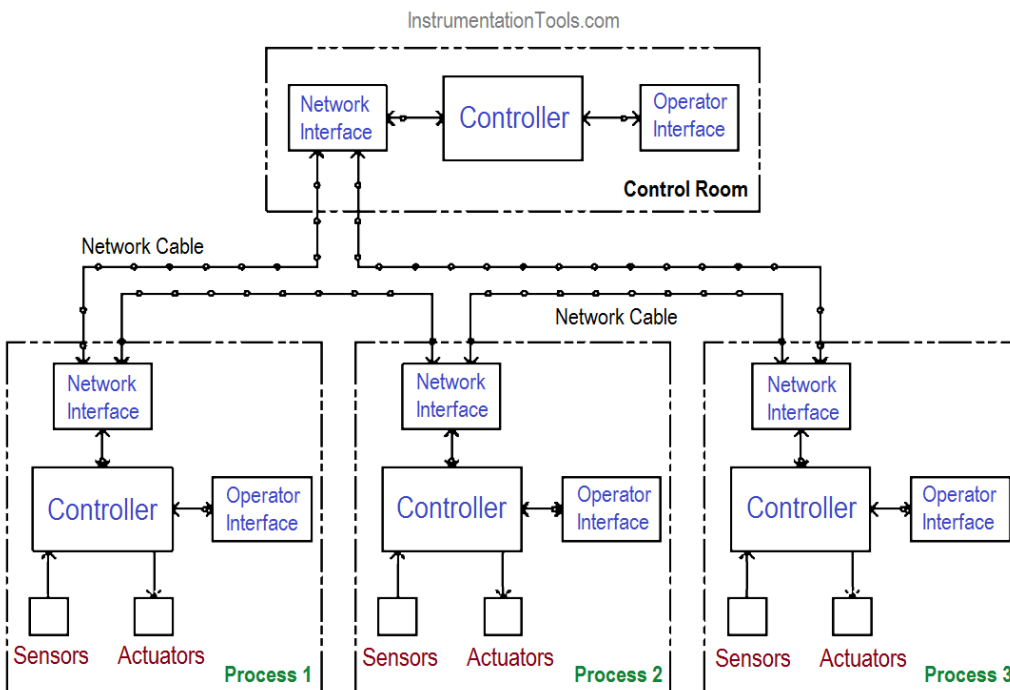 InstrumentationTools.com
Network
Interface
Controller
Operator
Interface
Control Room
Network Cable
Network Cable
Network
Interface
Controller
Operator
Interface
Sensors
Actuators
Process 1
Network
Interface
Controller
Operator
Interface
Sensors
Actuators
Process 2
Network
Interface
Controller
Operator
Interface
Sensors
Actuators
Process 3